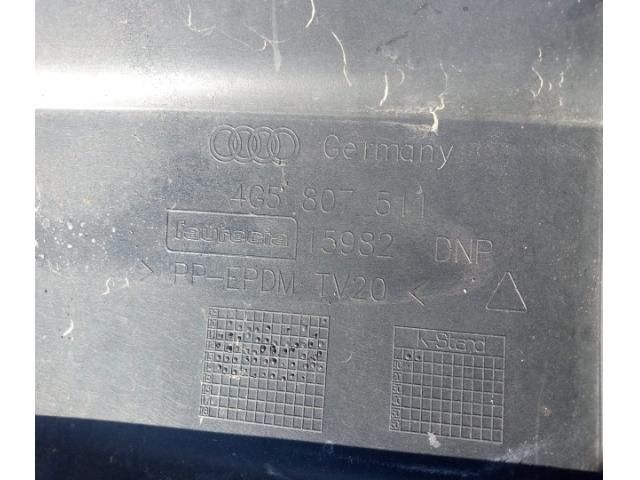 Germany
4G5 807 511
faurecia 15982 DNP
> PP-EPDM TV20 <
K-Stand